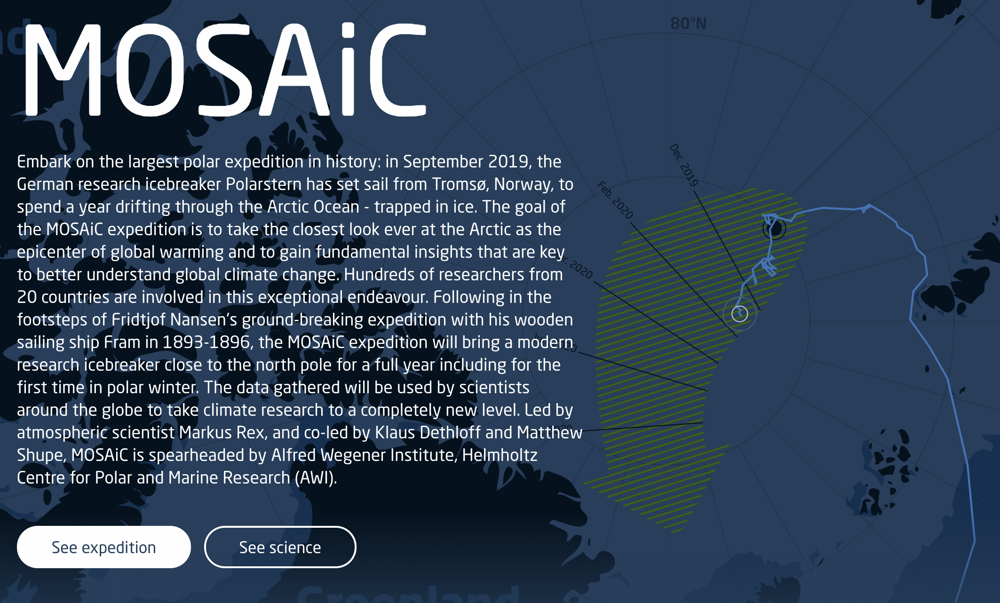 MOSAiC
80°N
Embark on the largest polar expedition in history: in September 2019, the
German research icebreaker Polarstern has set sail from Tromsø, Norway, to
spend a year drifting through the Arctic Ocean - trapped in ice. The goal of
the MOSAiC expedition is to take the closest look ever at the Arctic as the
epicenter of global warming and to gain fundamental insights that are key
to better understand global climate change. Hundreds of researchers from
20 countries are involved in this exceptional endeavour. Following in the
footsteps of Fridtjof Nansen's ground-breaking expedition with his wooden
sailing ship Fram in 1893-1896, the MOSAiC expedition will bring a modern
research icebreaker close to the north pole for a full year including for the
first time in polar winter. The data gathered will be used by scientists
around the globe to take climate research to a completely new level. Led by
atmospheric scientist Markus Rex, and co-led by Klaus Dethloff and Matthew
Shupe, MOSAiC is spearheaded by Alfred Wegener Institute, Helmholtz
Centre for Polar and Marine Research (AWI).
Dec. 2019
Feb. 2020
2020
2020
2020
See expedition
See science
Greenland